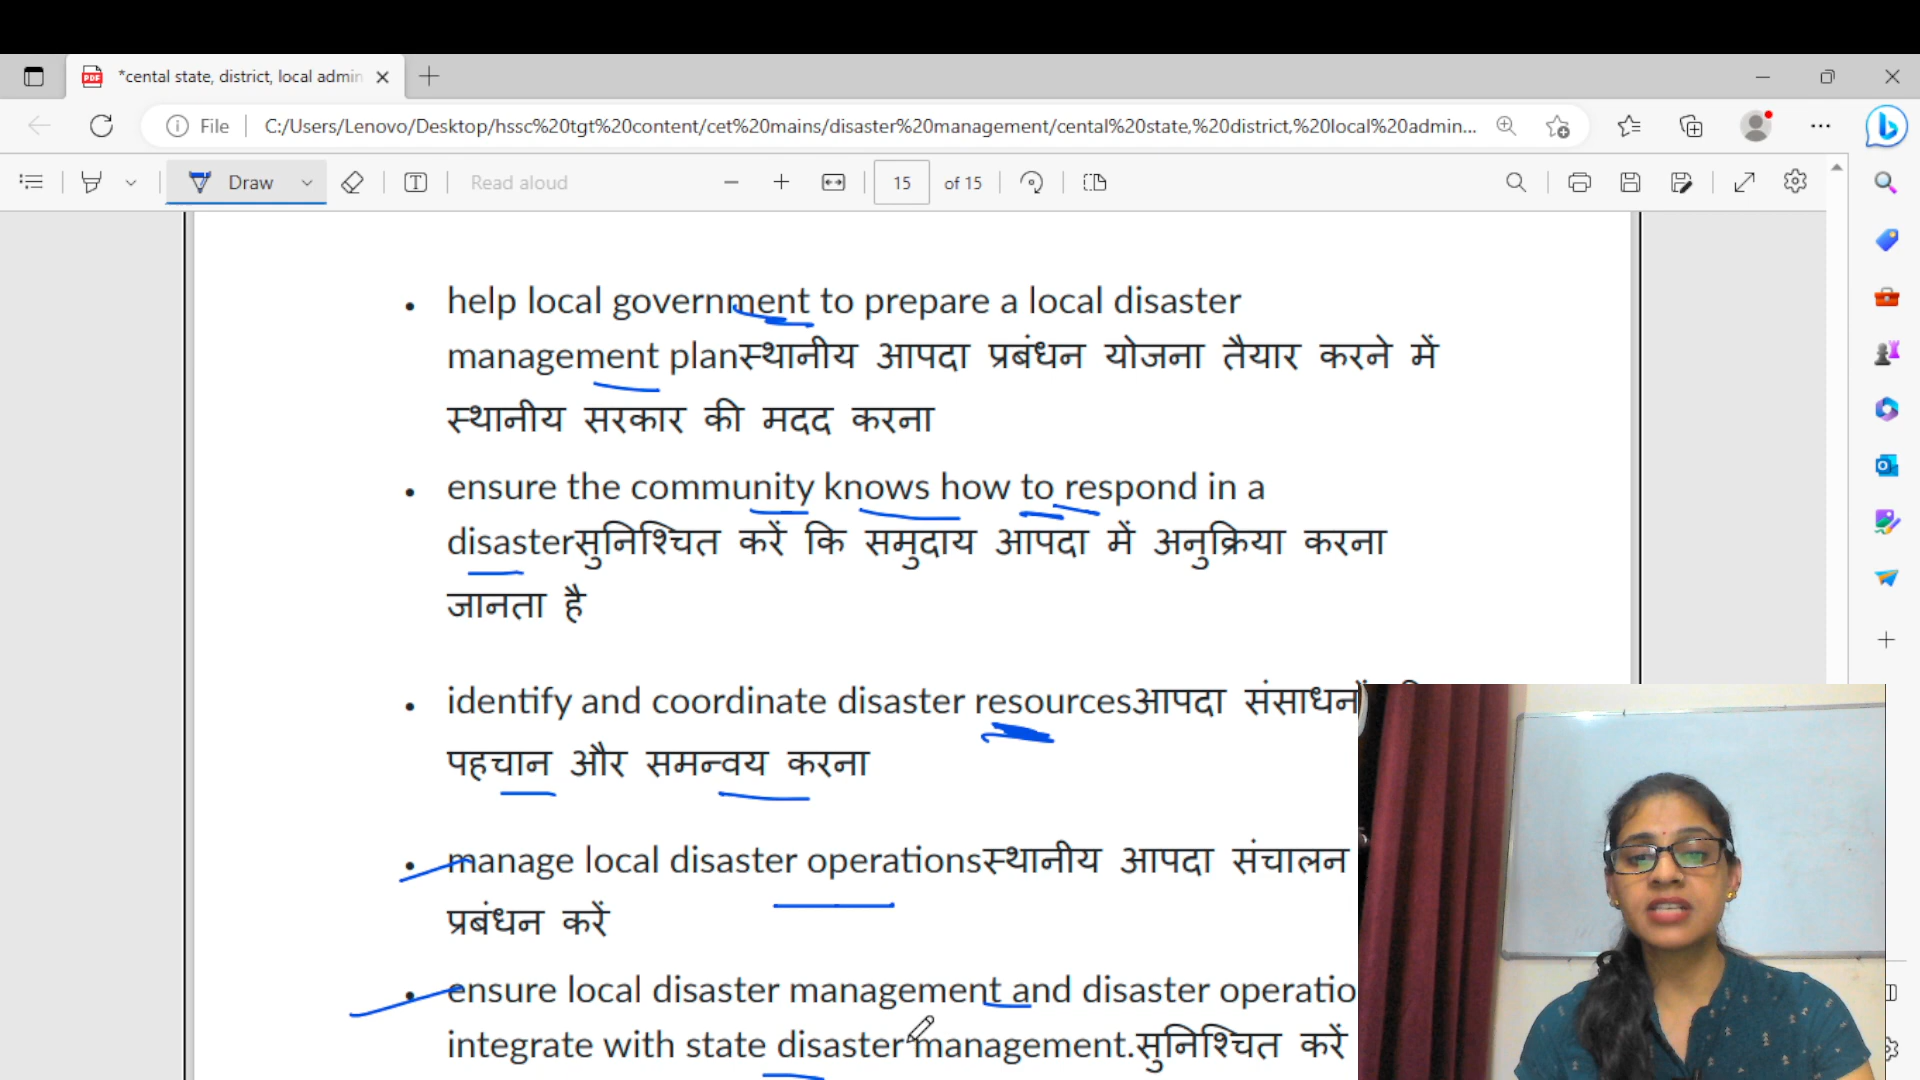 *cental state, district, local admin
File
C:/Users/Lenovo/Desktop/hssc%20tgt%20content/cet%20mains/disaster%20management/cental%20state,%20district,%20local%20admin...
Draw
Read aloud
15
of 15
help local government to prepare a local disaster
management planस्थानीय आपदा प्रबंधन योजना तैयार करने में
स्थानीय सरकार की मदद करना
ensure the community knows how to respond in a
disasterसुनिश्चित करें कि समुदाय आपदा में अनुक्रिया करना
जानता है
identify and coordinate disaster resourcesआपदा संसाधनों
पहचान और समन्वय करना
manage local disaster operationsस्थानीय आपदा संचालन
प्रबंधन करें
ensure local disaster management and disaster operatio
integrate with state disaster management.सुनिश्चित करें